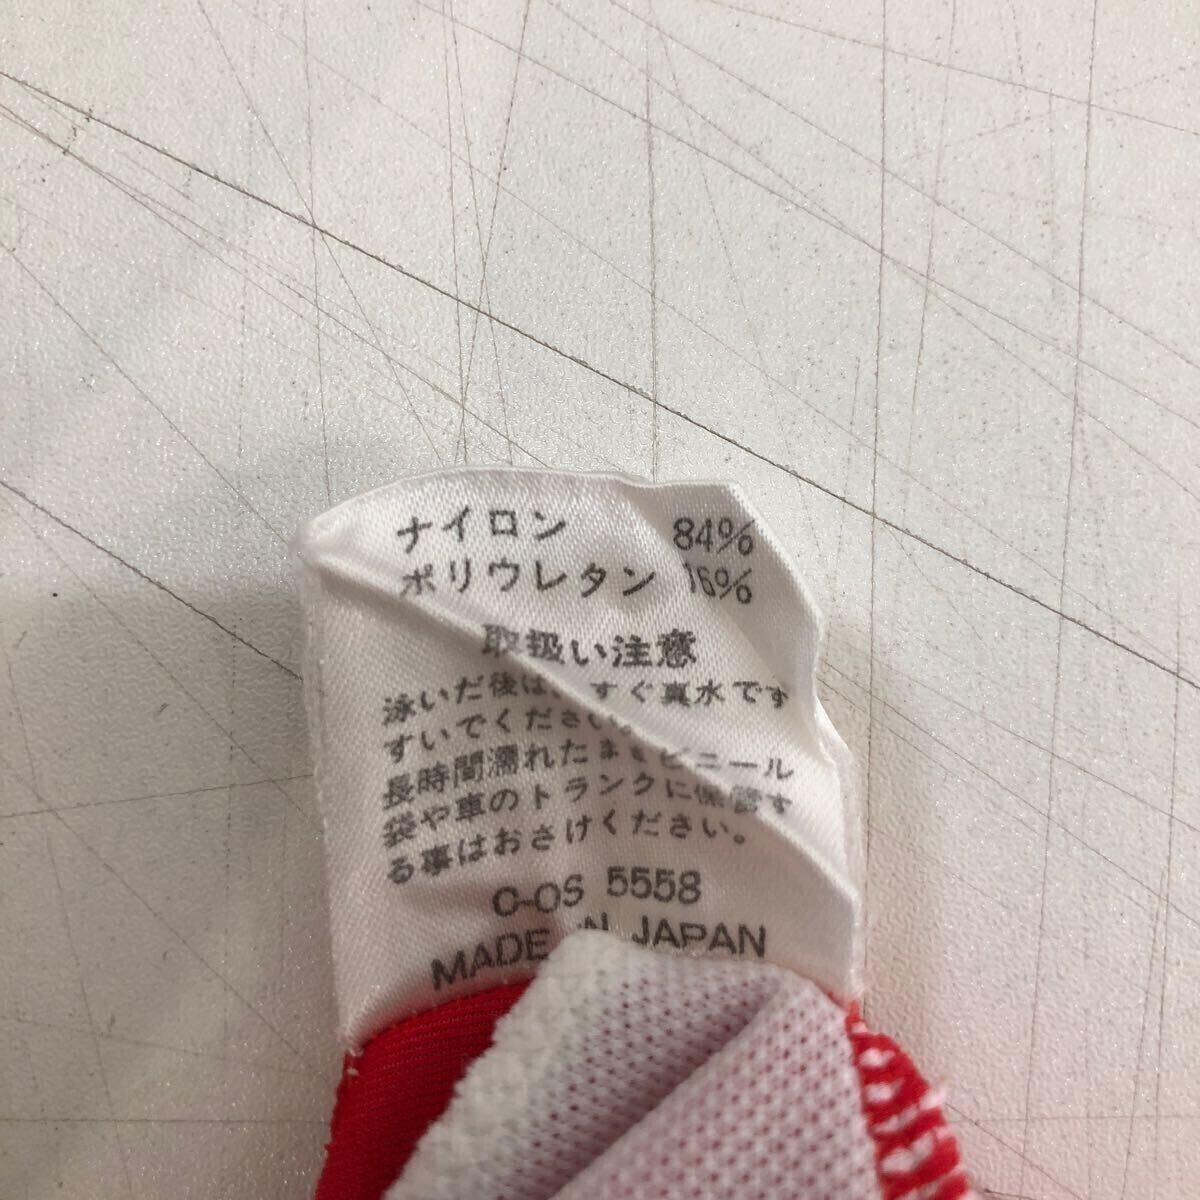 ナイロン 84%
ポリウレタン 16%
取扱い注意
泳いだ後は、すぐ真水です
すいでください。
長時間濡れたままビニール
袋や車のトランクに保管す
る事はおさけください。
C-OS 5558
MADE IN JAPAN